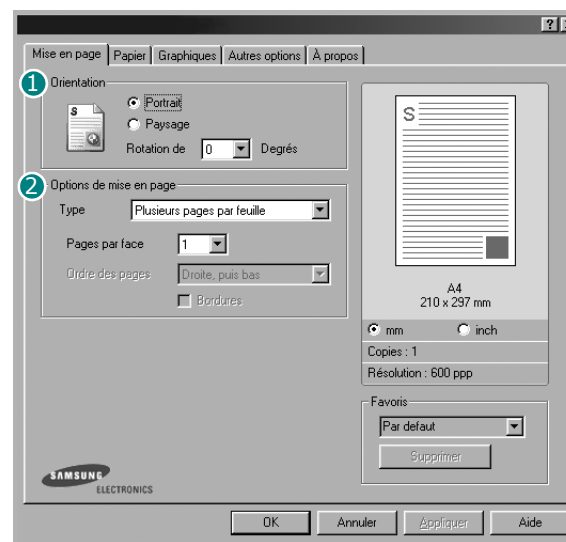 Mise en page Papier Graphiques Autres options À propos
1 Orientation
S
Portrait
Paysage
Rotation de 0 Degrés
2 Options de mise en page
Type Plusieurs pages par feuille
Pages par face 1
Ordre des pages Droite, puis bas
Bordures
S
A4
210 x 297 mm
mm inch
Copies : 1
Résolution : 600 ppp
Favoris
Par defaut
Supprimer
SAMSUNG
ELECTRONICS
OK Annuler Appliquer Aide